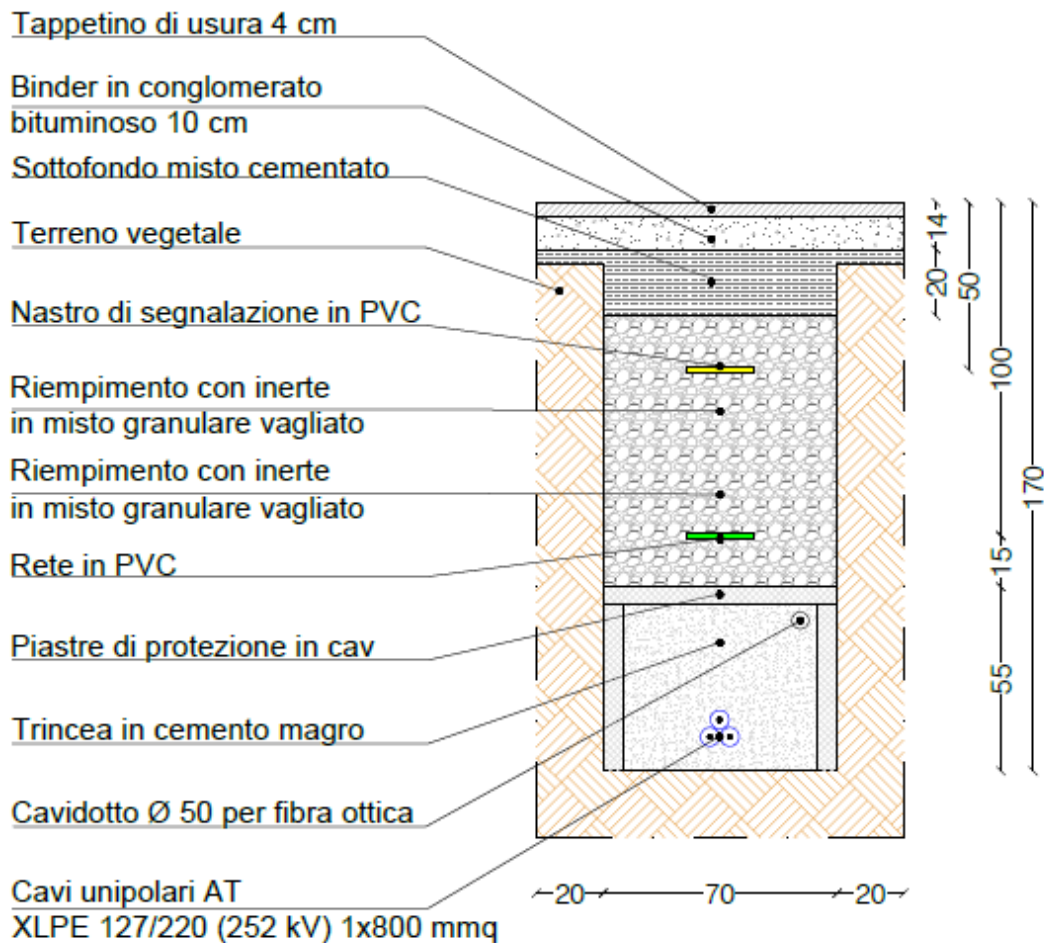 Tappetino di usura 4 cm
Binder in conglomerato
bituminoso 10 cm
Sottofondo misto cementato
Terreno vegetale
Nastro di segnalazione in PVC
Riempimento con inerte
in misto granulare vagliato
Riempimento con inerte
in misto granulare vagliato
Rete in PVC
Piastre di protezione in cav
Trincea in cemento magro
Cavidotto Ø 50 per fibra ottica
Cavi unipolari AT
XLPE 127/220 (252 kV) 1x800 mmq
14
20
50
100
15
55
170
20
70
20